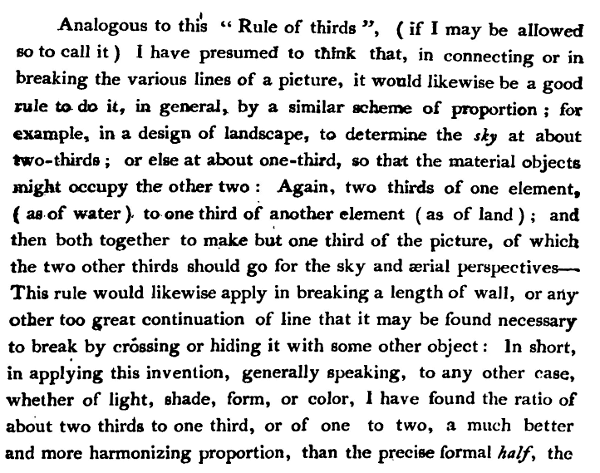 Analogous to this “ Rule of thirds ”, ( if I may be allowed
so to call it ) I have presumed to think that, in connecting or in
breaking the various lines of a picture, it would likewise be a good
rule to do it, in general, by a similar scheme of proportion ; for
example, in a design of landscape, to determine the sky at about
two-thirds ; or else at about one-third, so that the material objects
might occupy the other two : Again, two thirds of one element,
( as of water ) to one third of another element ( as of land ) ; and
then both together to make but one third of the picture, of which
the two other thirds should go for the sky and ærial perspectives—
This rule would likewise apply in breaking a length of wall, or any
other too great continuation of line that it may be found necessary
to break by crossing or hiding it with some other object : In short,
in applying this invention, generally speaking, to any other case,
whether of light, shade, form, or color, I have found the ratio of
about two thirds to one third, or of one to two, a much better
and more harmonizing proportion, than the precise formal half, the